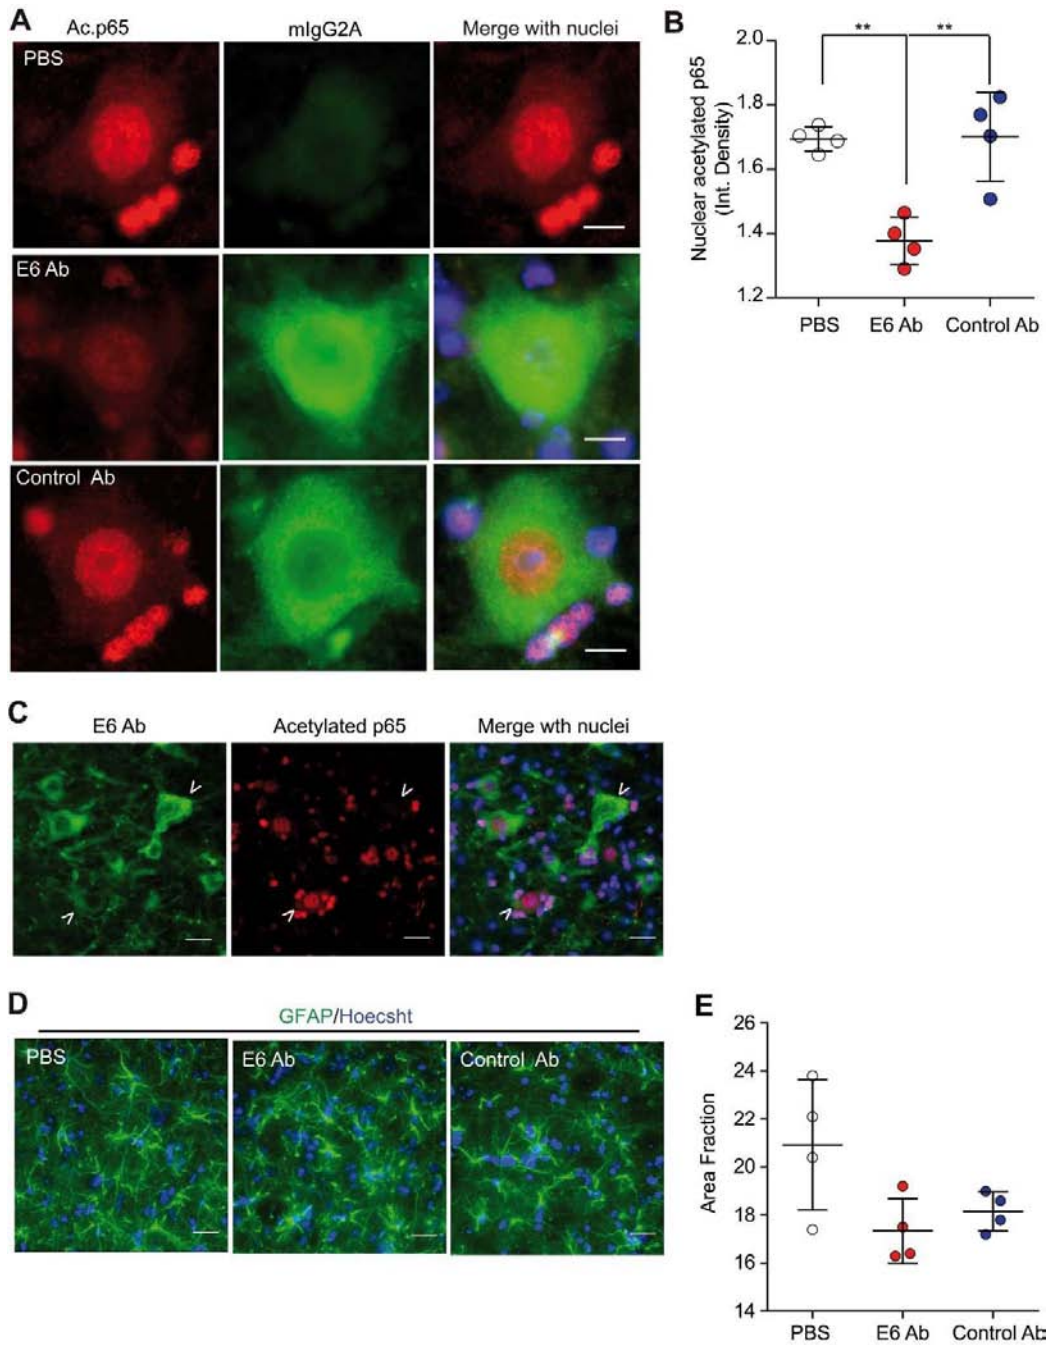 A
Ac.p65 mIgG2A Merge with nuclei
PBS
E6 Ab
Control Ab
B
** **
Nuclear acetylated p65
(Int. Density)
2.0
1.8
1.6
1.4
1.2
PBS E6 Ab Control Ab
C
E6 Ab Acetylated p65 Merge wth nuclei
D
GFAP/Hoecsht
PBS E6 Ab Control Ab
E
Area Fraction
26
24
22
20
18
16
14
PBS E6 Ab Control Ab